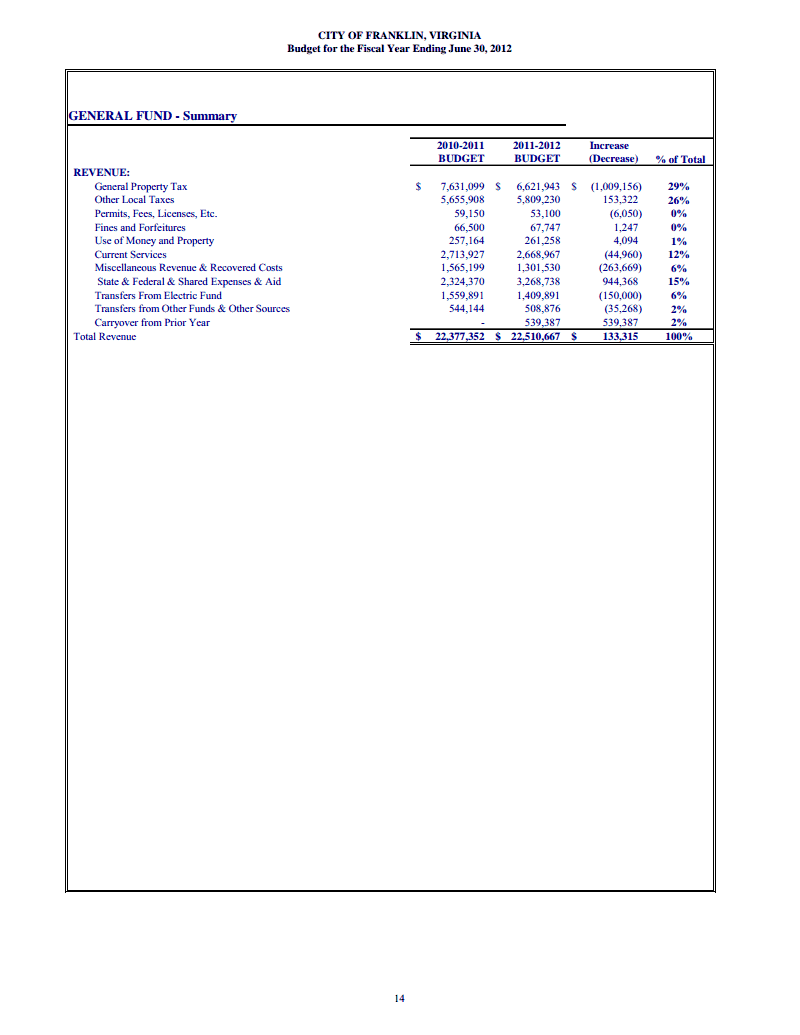 CITY OF FRANKLIN, VIRGINIA
Budget for the Fiscal Year Ending June 30, 2012
GENERAL FUND - Summary
2010-2011 2011-2012 Increase
BUDGET BUDGET (Decrease) % of Total
REVENUE:
General Property Tax $ 7,631,099 $ 6,621,943 $ (1,009,156) 29%
Other Local Taxes 5,655,908 5,809,230 153,322 26%
Permits, Fees, Licenses, Etc. 59,150 53,100 (6,050) 0%
Fines and Forfeitures 66,500 67,747 1,247 0%
Use of Money and Property 257,164 261,258 4,094 1%
Current Services 2,713,927 2,668,967 (44,960) 12%
Miscellaneous Revenue & Recovered Costs 1,565,199 1,301,530 (263,669) 6%
State & Federal & Shared Expenses & Aid 2,324,370 3,268,738 944,368 15%
Transfers From Electric Fund 1,559,891 1,409,891 (150,000) 6%
Transfers from Other Funds & Other Sources 544,144 508,876 (35,268) 2%
Carryover from Prior Year - 539,387 539,387 2%
Total Revenue $ 22,377,352 $ 22,510,667 $ 133,315 100%
14